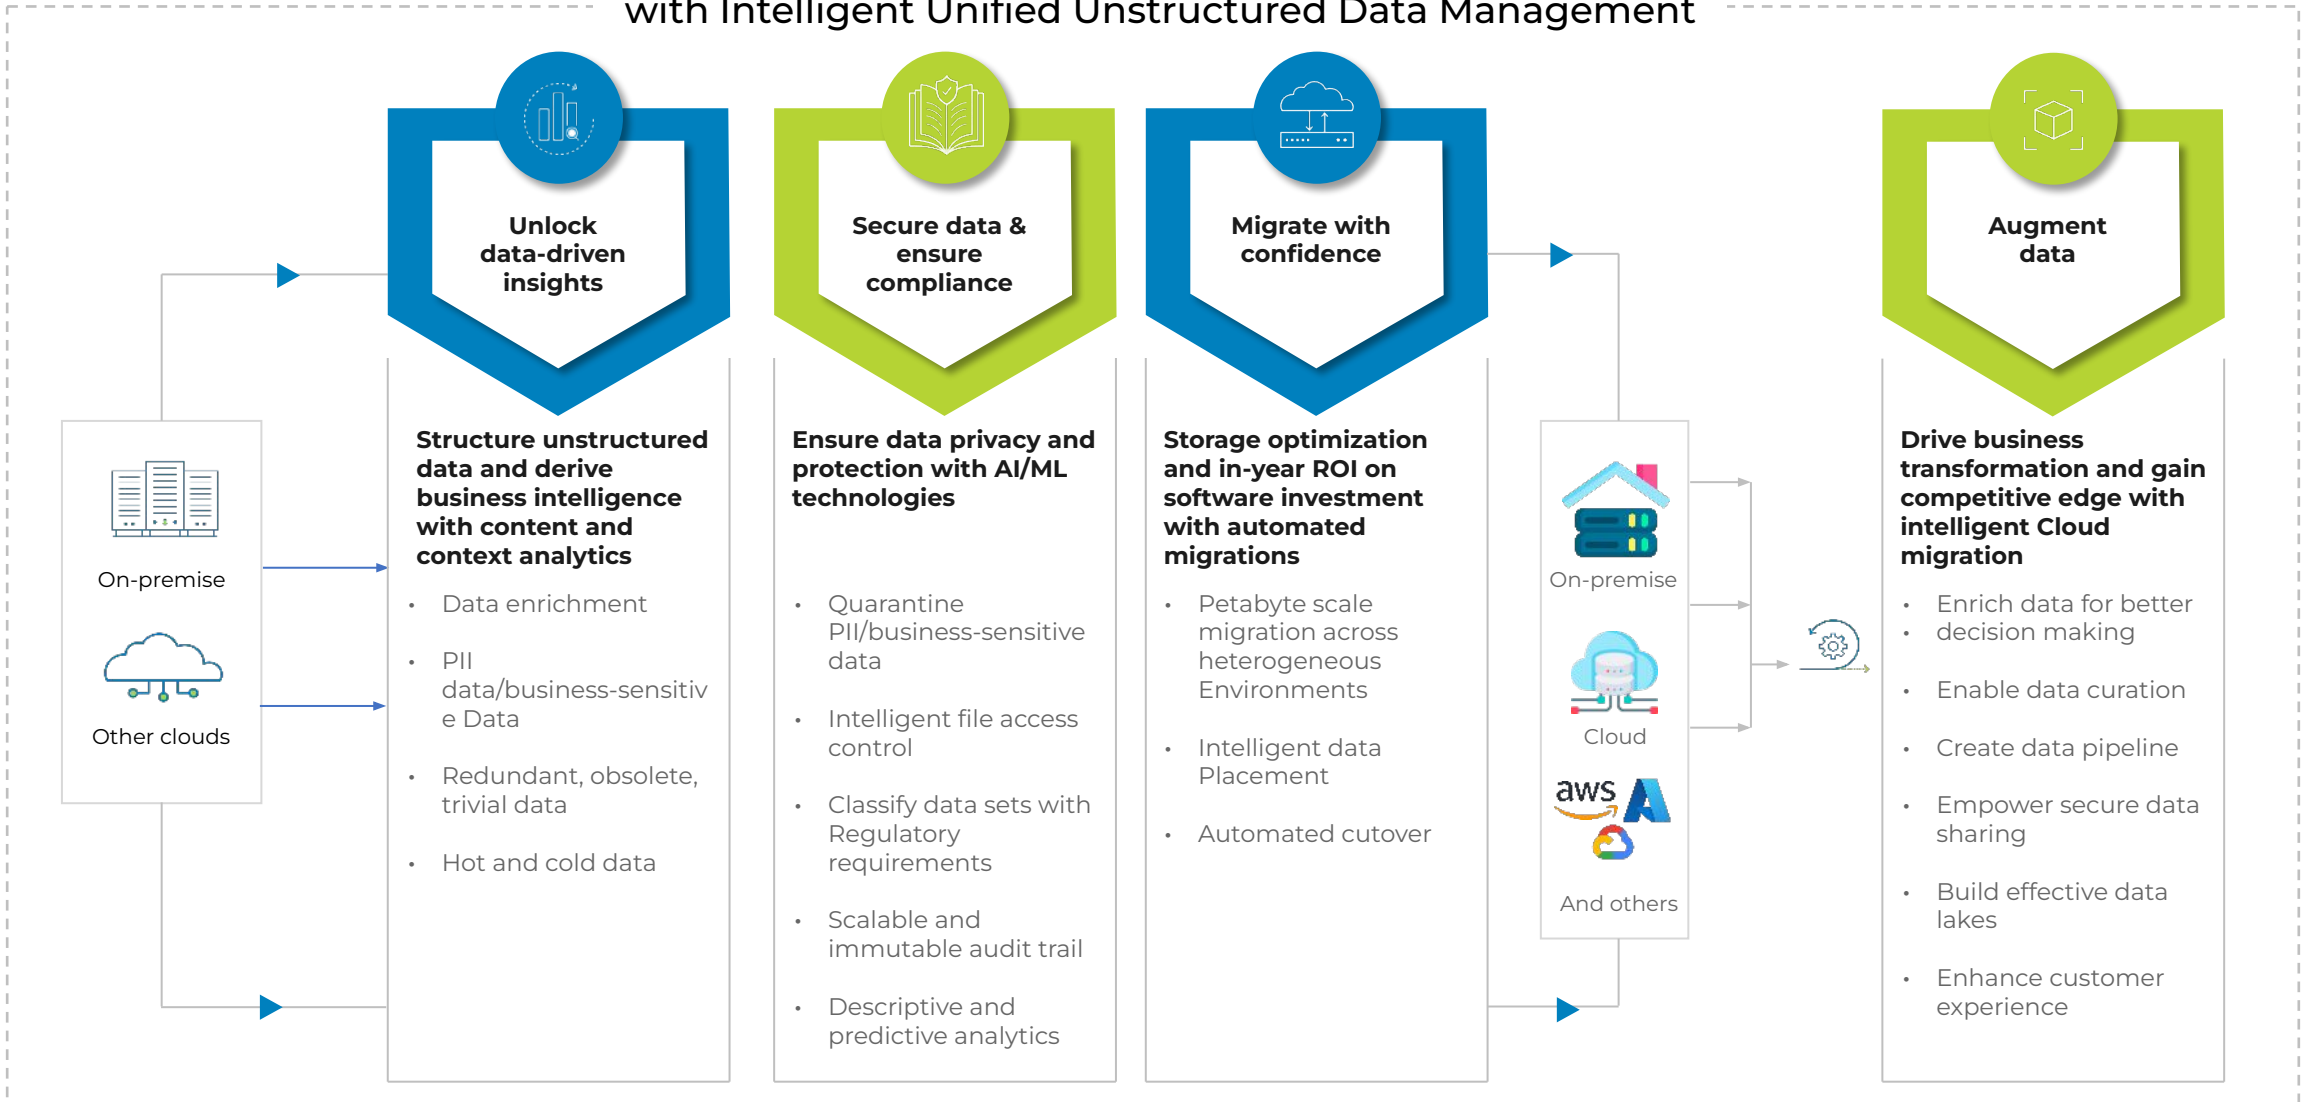 with Intelligent Unified Unstructured Data Management
On-premise
Other clouds
Unlock
data-driven
insights
Structure unstructured
data and derive
business intelligence
with content and
context analytics
• Data enrichment
• PII
data/business-sensitiv
e Data
• Redundant, obsolete,
trivial data
• Hot and cold data
Secure data &
ensure
compliance
Ensure data privacy and
protection with AI/ML
technologies
• Quarantine
PII/business-sensitive
data
• Intelligent file access
control
• Classify data sets with
Regulatory
requirements
• Scalable and
immutable audit trail
• Descriptive and
predictive analytics
Migrate with
confidence
Storage optimization
and in-year ROI on
software investment
with automated
migrations
• Petabyte scale
migration across
heterogeneous
Environments
• Intelligent data
Placement
• Automated cutover
On-premise
Cloud
aws
And others
Augment
data
Drive business
transformation and gain
competitive edge with
intelligent Cloud
migration
• Enrich data for better
• decision making
• Enable data curation
• Create data pipeline
• Empower secure data
sharing
• Build effective data
lakes
• Enhance customer
experience